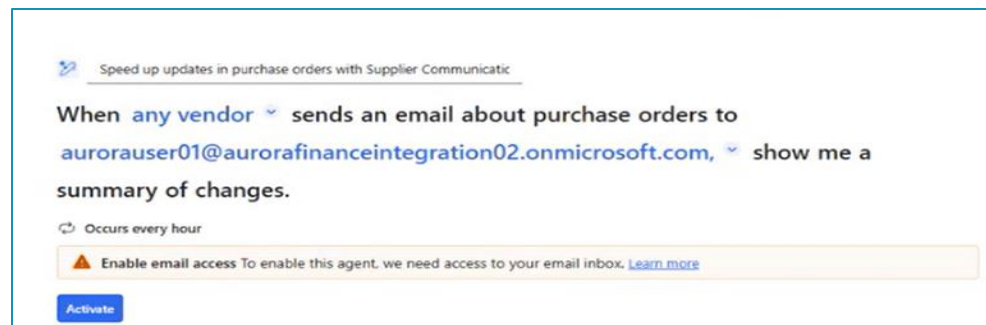 Speed up updates in purchase orders with Supplier Communicatic
When any vendor sends an email about purchase orders to
aurorauser01@aurorafinanceintegration02.onmicrosoft.com, show me a
summary of changes.
Occurs every hour
Enable email access To enable this agent, we need access to your email inbox. Learn more
Activate